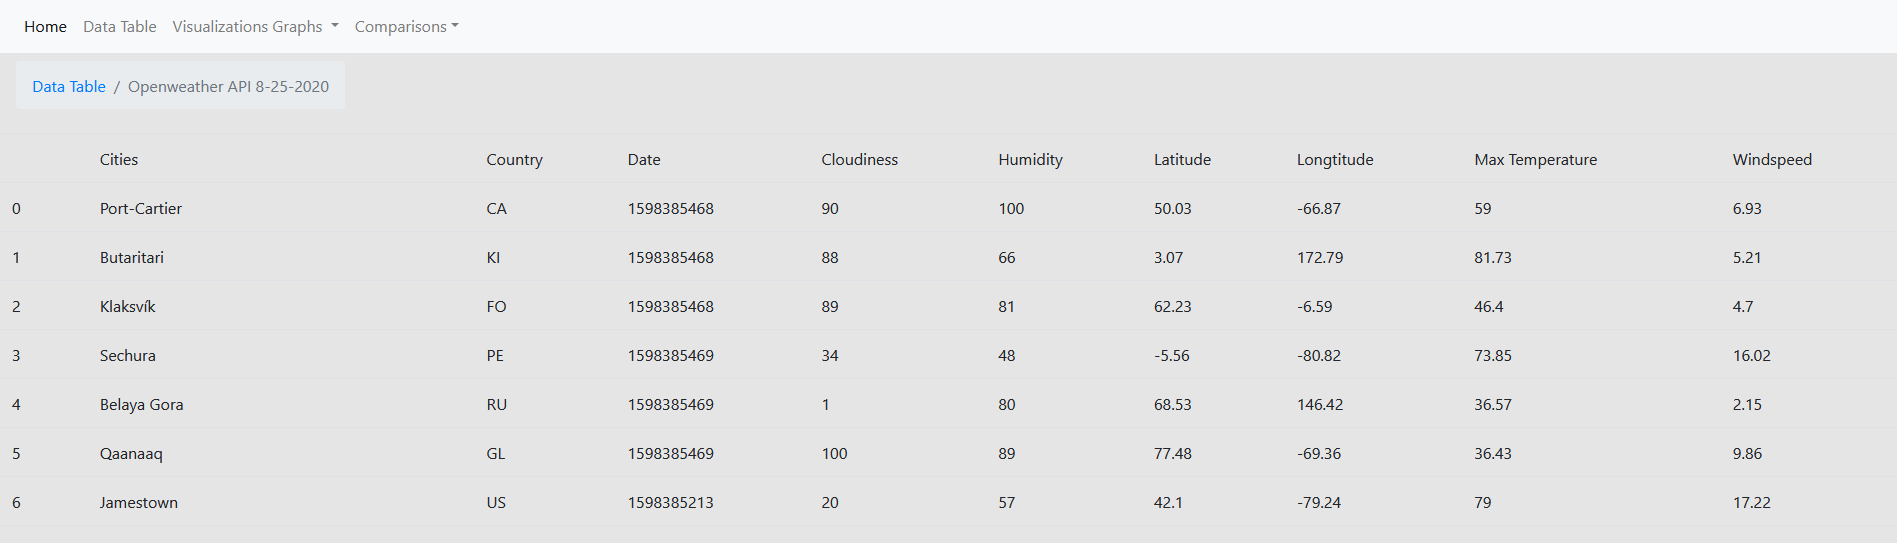 Home Data Table Visualizations Graphs Comparisons
Data Table / Openweather API 8-25-2020
Cities Country Date Cloudiness Humidity Latitude Longtitude Max Temperature Windspeed
0 Port-Cartier CA 1598385468 90 100 50.03 -66.87 59 6.93
1 Butaritari KI 1598385468 88 66 3.07 172.79 81.73 5.21
2 Klaksvík FO 1598385468 89 81 62.23 -6.59 46.4 4.7
3 Sechura PE 1598385469 34 48 -5.56 -80.82 73.85 16.02
4 Belaya Gora RU 1598385469 1 80 68.53 146.42 36.57 2.15
5 Qaanaaq GL 1598385469 100 89 77.48 -69.36 36.43 9.86
6 Jamestown US 1598385213 20 57 42.1 -79.24 79 17.22